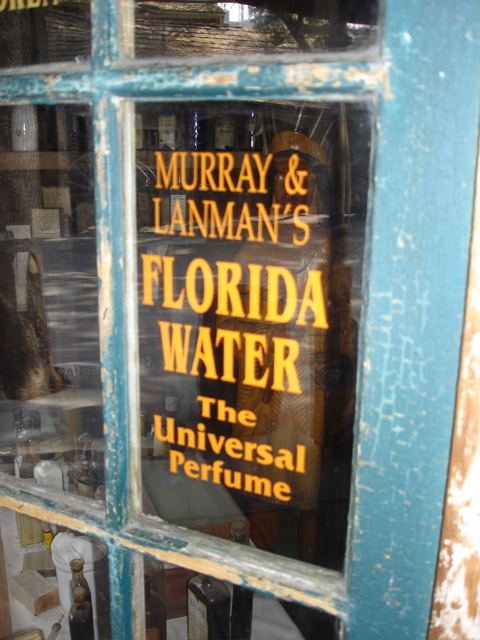 MURRAY &
LANMAN'S
FLORIDA
WATER
The
Universal
Perfume